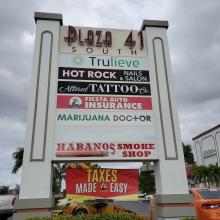 Plaza 41
SOUTH
Trulieve
HOT ROCK NAILS & SALON
Altered TATTOO Co.
FIESTA AUTO
INSURANCE
MARIJUANA DOCTOR
HABANOS SMOKE
SHOP
TAXES
MADE EASY